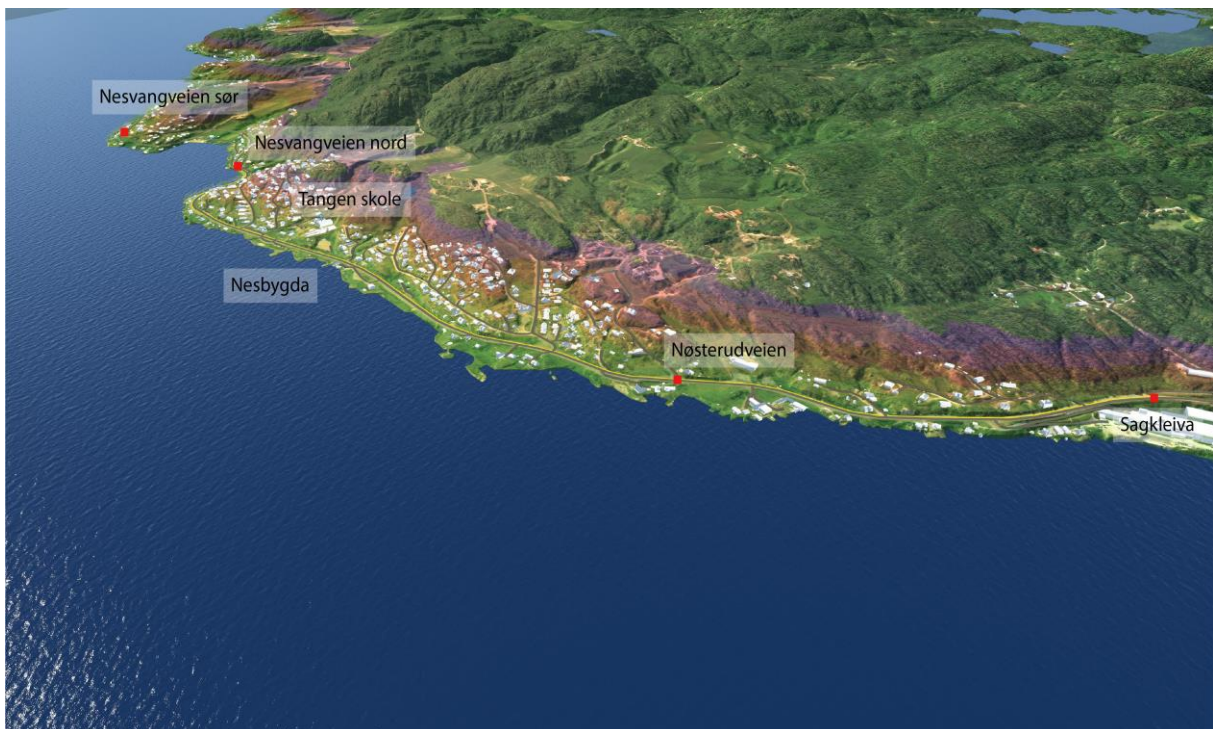 Nesvangveien sør
Nesvangveien nord
Tangen skole
Nesbygda
Nøsterudveien
Sagkleiva